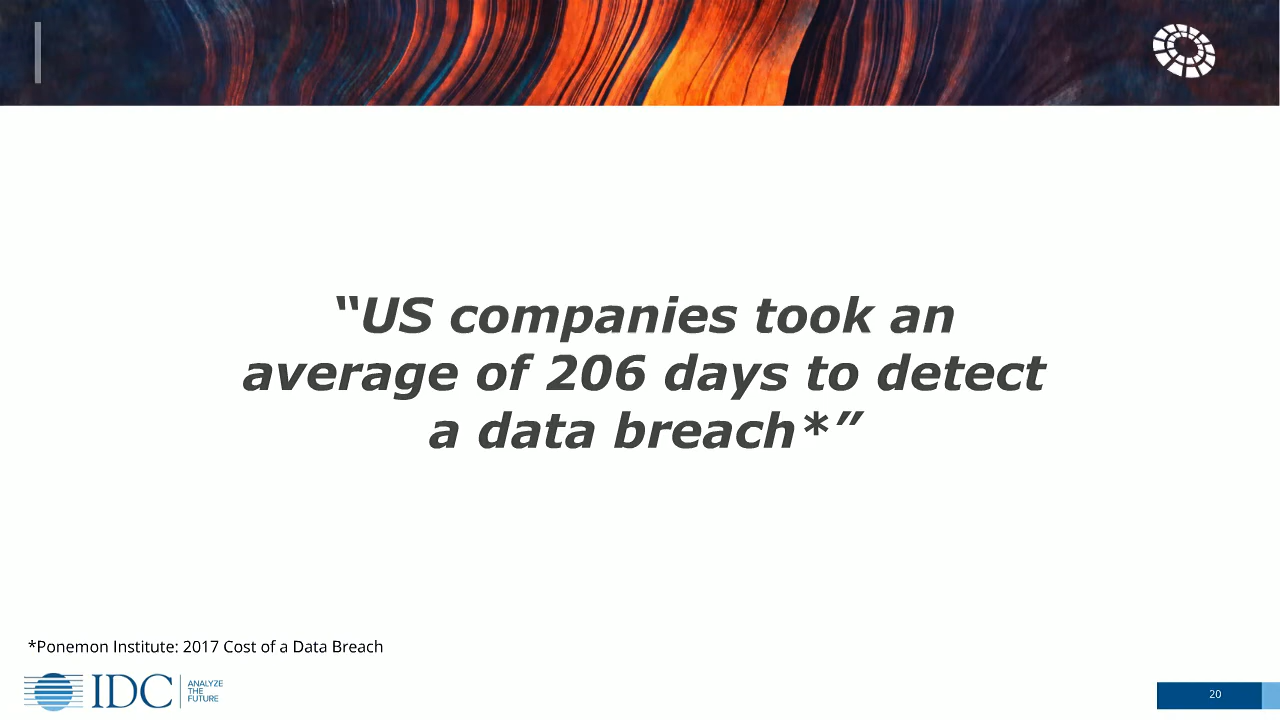 “US companies took an
average of 206 days to detect
a data breach*”
*Ponemon Institute: 2017 Cost of a Data Breach
IDC
ANALYZE
THE
FUTURE
20